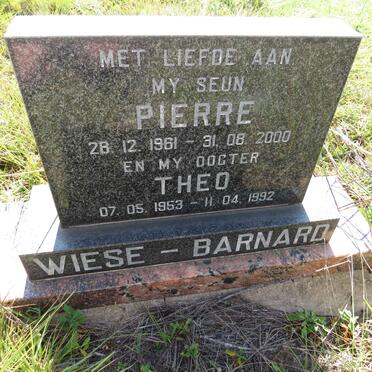 MET LIEFDE AAN
MY SEUN
PIERRE
28.12.1961 - 31.08.2000
EN MY DOGTER
THEO
07.05.1953 - 11.04.1992
WIESE - BARNARD